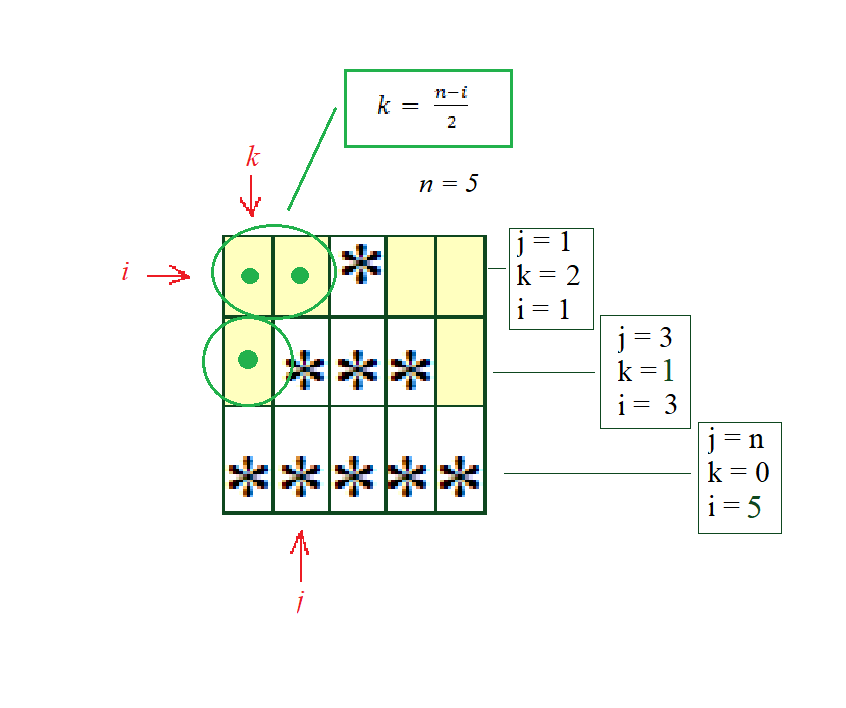 k = n−i
2
k
n = 5
i
*
j = 1
k = 2
i = 1
* * *
j = 3
k = 1
i = 3
* * * * *
j = n
k = 0
i = 5
j